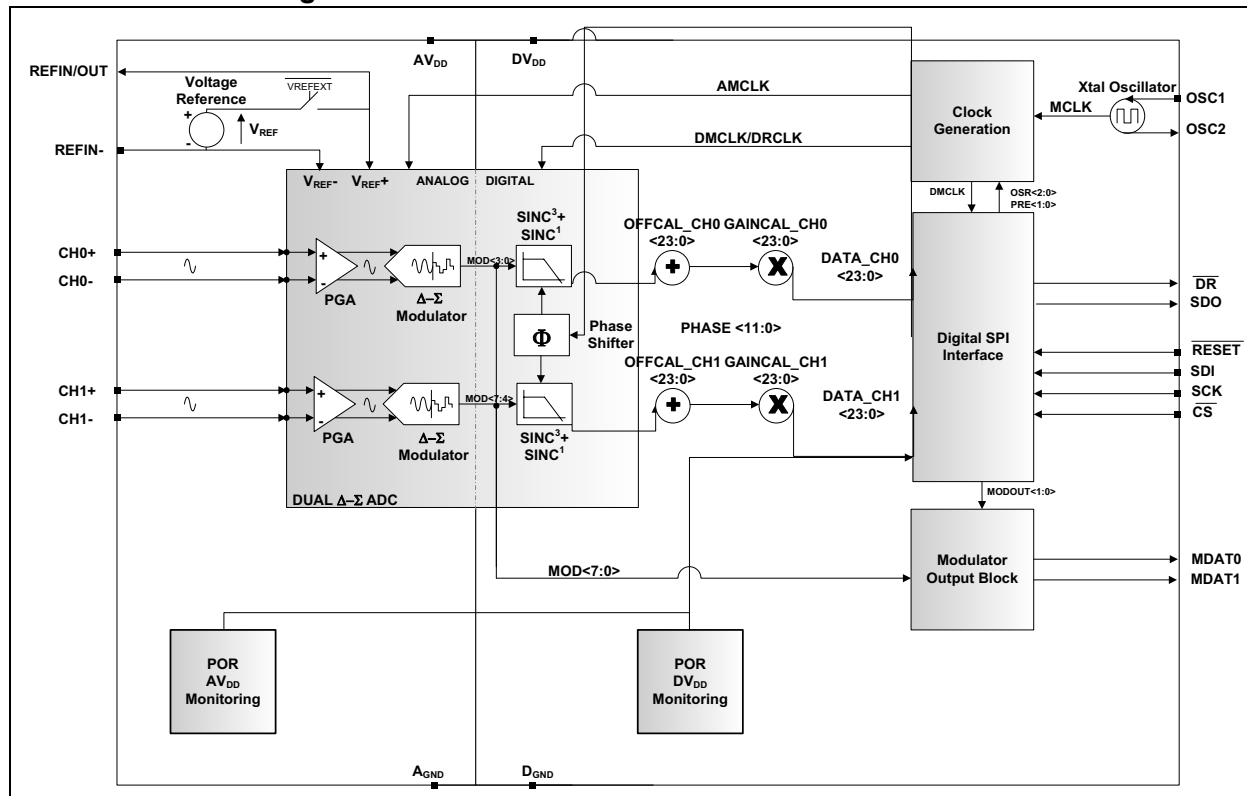 AVDD
DVDD
REFIN/OUT
Voltage
Reference
VREFEXT
+
-
VREF
REFIN-
AMCLK
DMCLK/DRCLK
Clock
Generation
MCLK
Xtal Oscillator
OSC1
OSC2
DMCLK
OSR<2:0>
PRE<1:0>
VREF-
VREF+
ANALOG
DIGITAL
SINC3+
SINC1
OFFCAL_CH0
<23:0>
GAINCAL_CH0
<23:0>
DATA_CH0
<23:0>
CH0+
CH0-
+
-
PGA
Δ–Σ
Modulator
MOD<3:0>
+
X
Φ
Phase
Shifter
PHASE <11:0>
Digital SPI
Interface
DR
SDO
RESET
SDI
SCK
CS
OFFCAL_CH1
<23:0>
GAINCAL_CH1
<23:0>
DATA_CH1
<23:0>
CH1+
CH1-
+
-
PGA
Δ–Σ
Modulator
MOD<7:4>
SINC3+
SINC1
+
X
DUAL Δ–Σ ADC
MODOUT<1:0>
MOD<7:0>
Modulator
Output Block
MDAT0
MDAT1
POR
AVDD
Monitoring
POR
DVDD
Monitoring
AGND
DGND